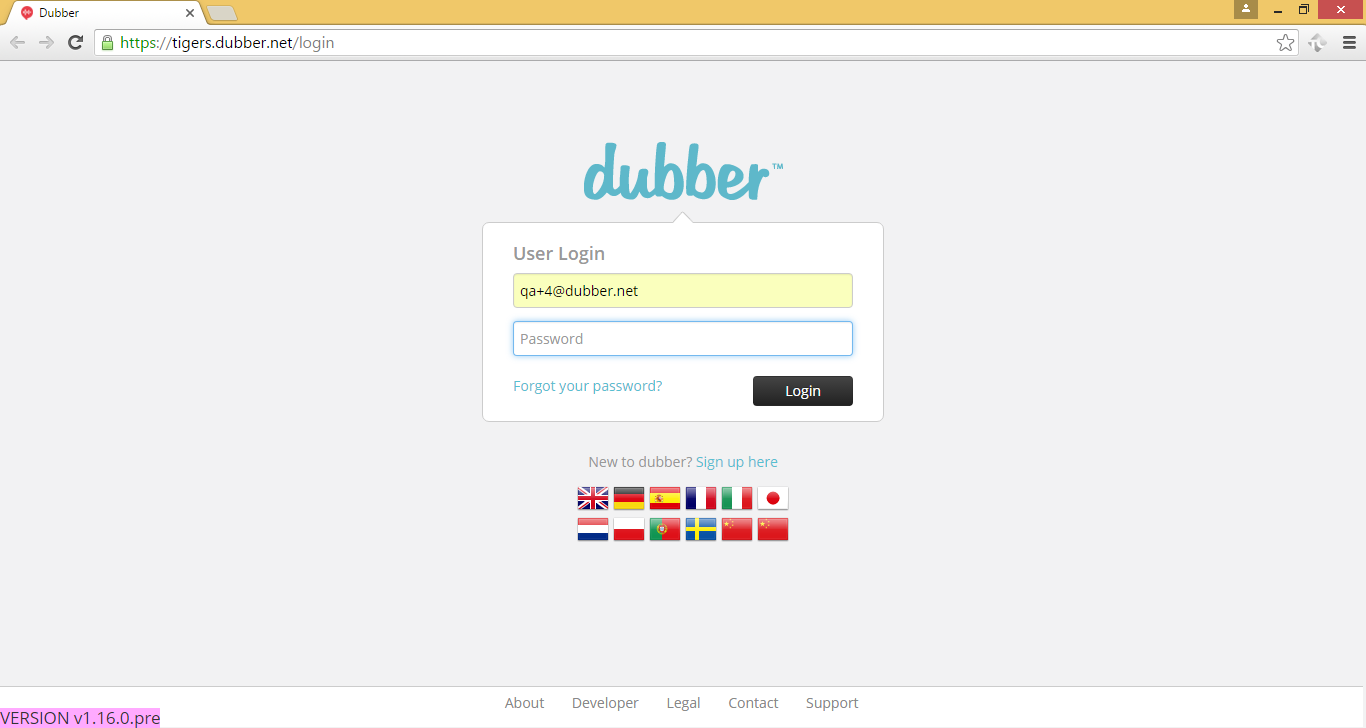 Dubber
https://tigers.dubber.net/login
dubber™
User Login
qa+4@dubber.net
Password
Forgot your password?
Login
New to dubber? Sign up here
About Developer Legal Contact Support
VERSION v1.16.0.pre